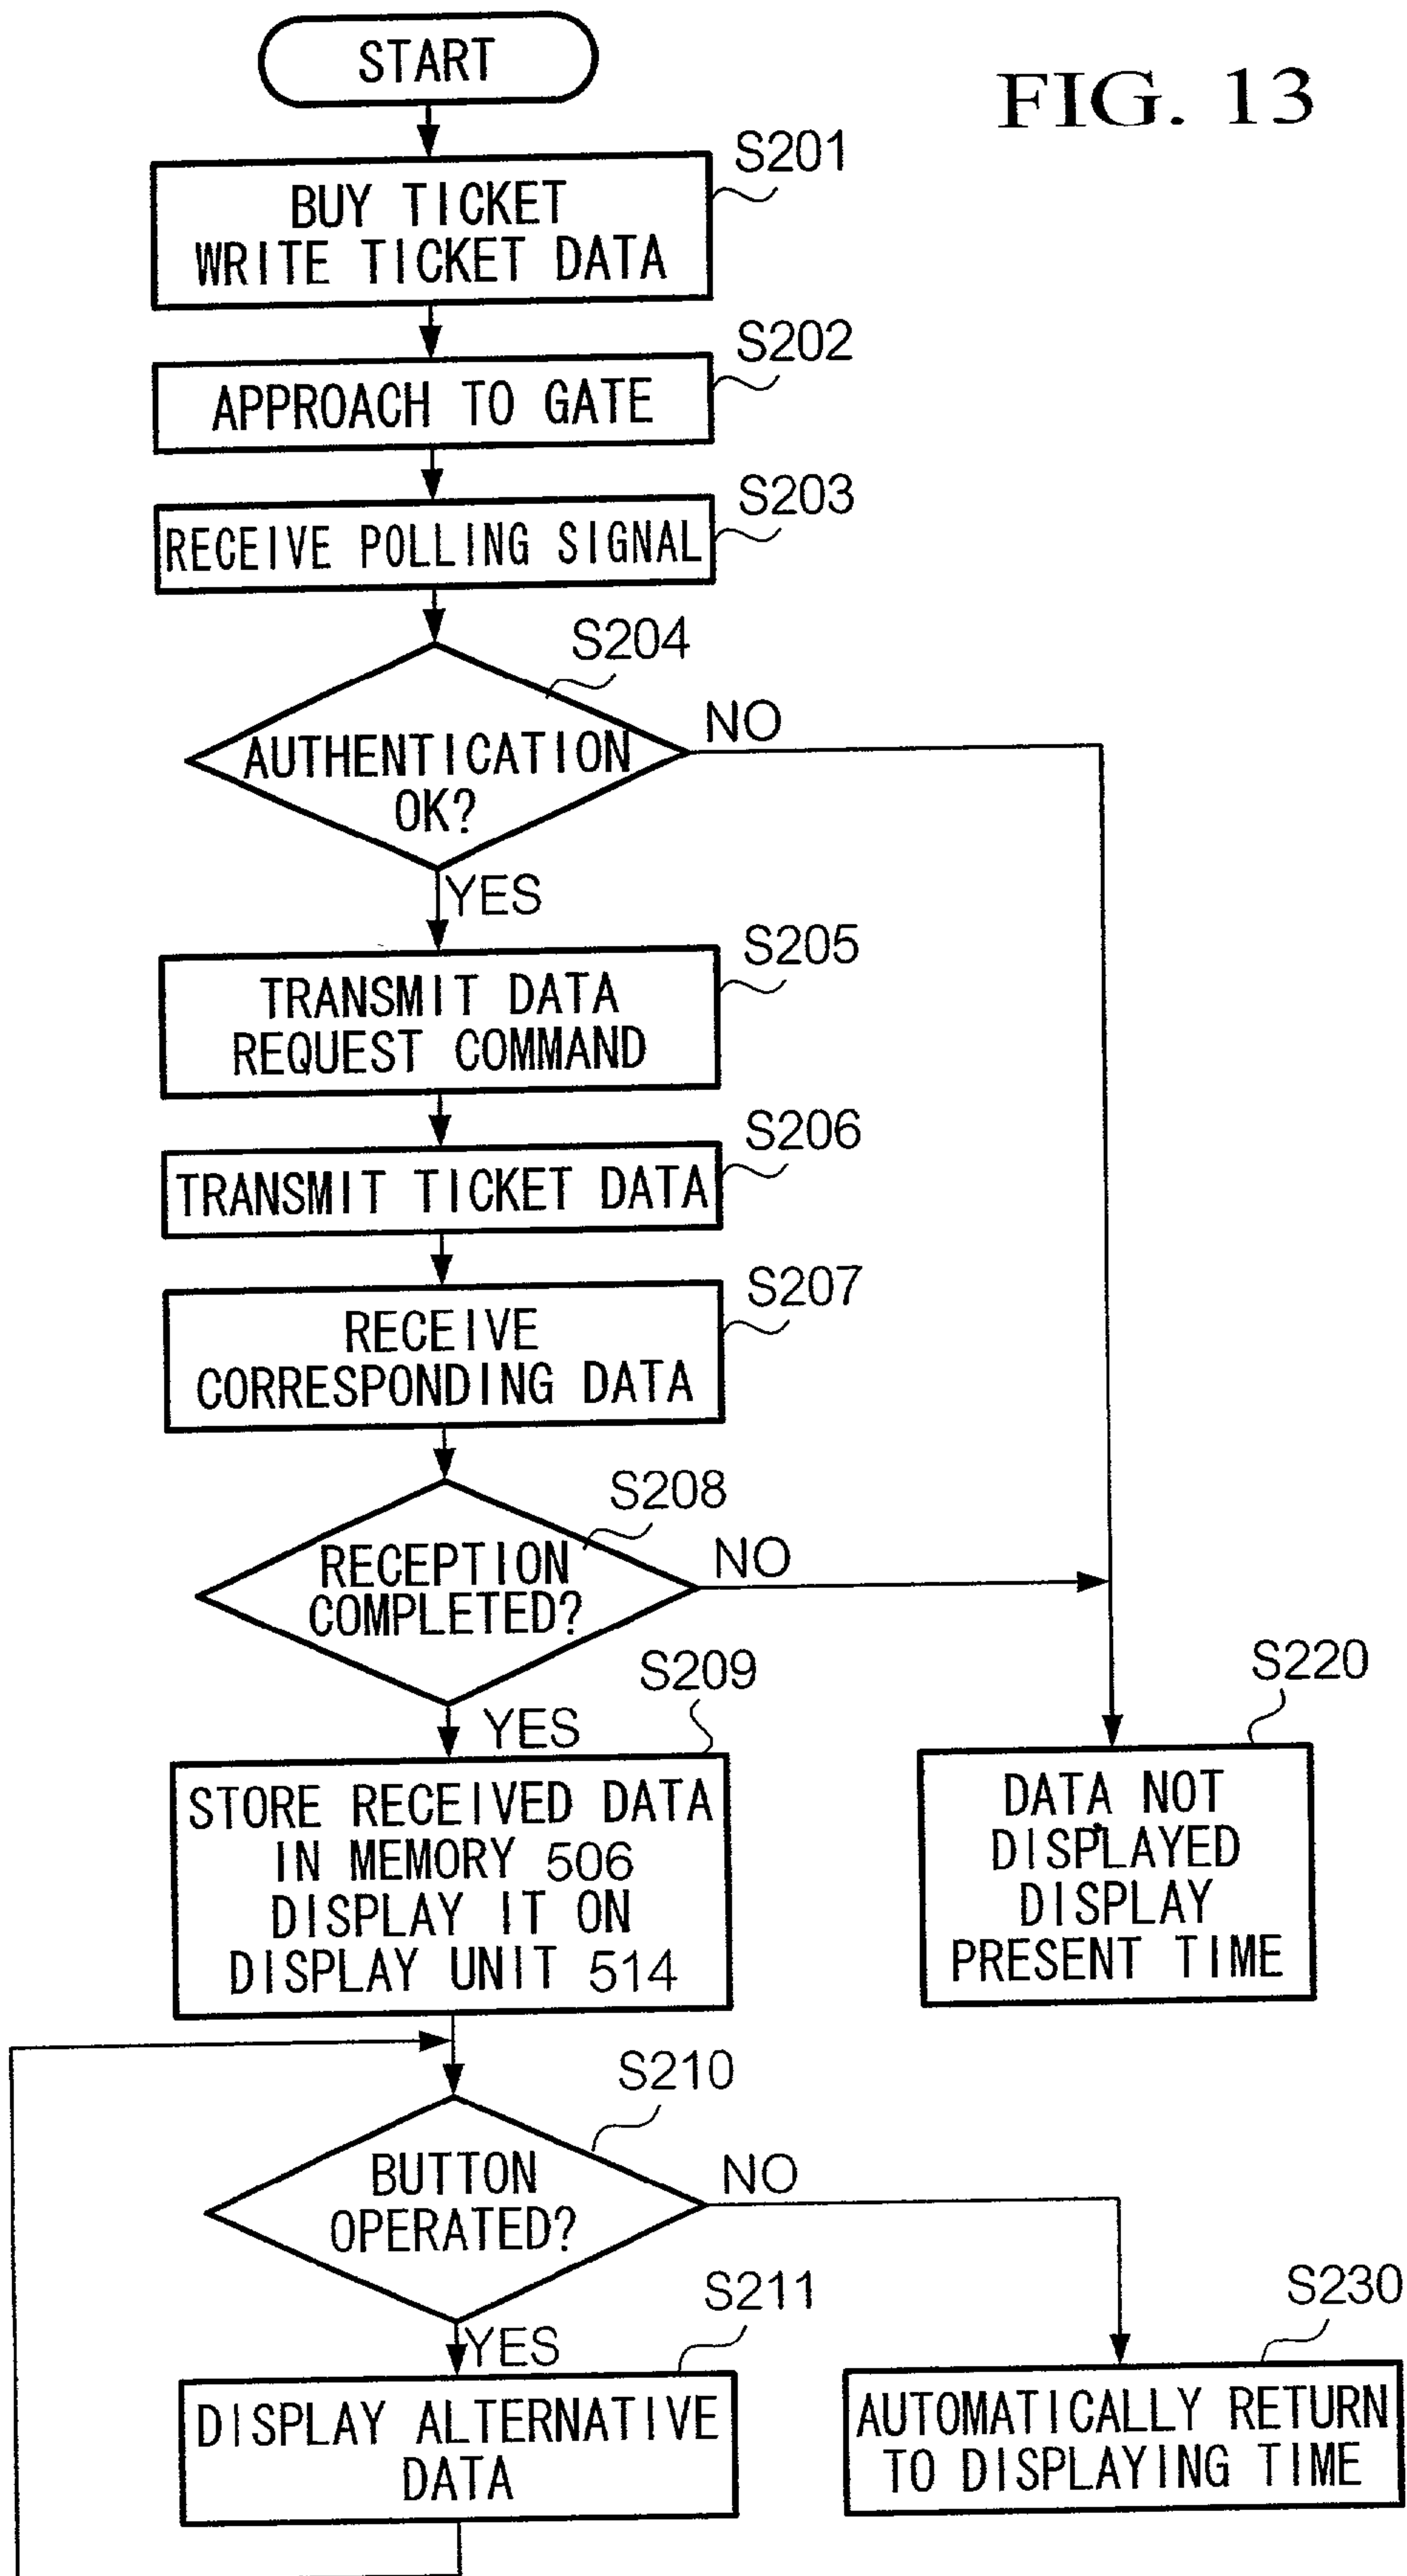 START
FIG. 13
S201
BUY TICKET
WRITE TICKET DATA
S202
APPROACH TO GATE
S203
RECEIVE POLLING SIGNAL
S204
NO
AUTHENTICATION
OK?
YES
S205
TRANSMIT DATA
REQUEST COMMAND
S206
TRANSMIT TICKET DATA
S207
RECEIVE
CORRESPONDING DATA
S208
NO
RECEPTION
COMPLETED?
S209
YES
STORE RECEIVED DATA
IN MEMORY 506
DISPLAY IT ON
DISPLAY UNIT 514
S220
DATA NOT
DISPLAYED
DISPLAY
PRESENT TIME
S210
NO
BUTTON
OPERATED?
S211
YES
DISPLAY ALTERNATIVE
DATA
S230
AUTOMATICALLY RETURN
TO DISPLAYING TIME